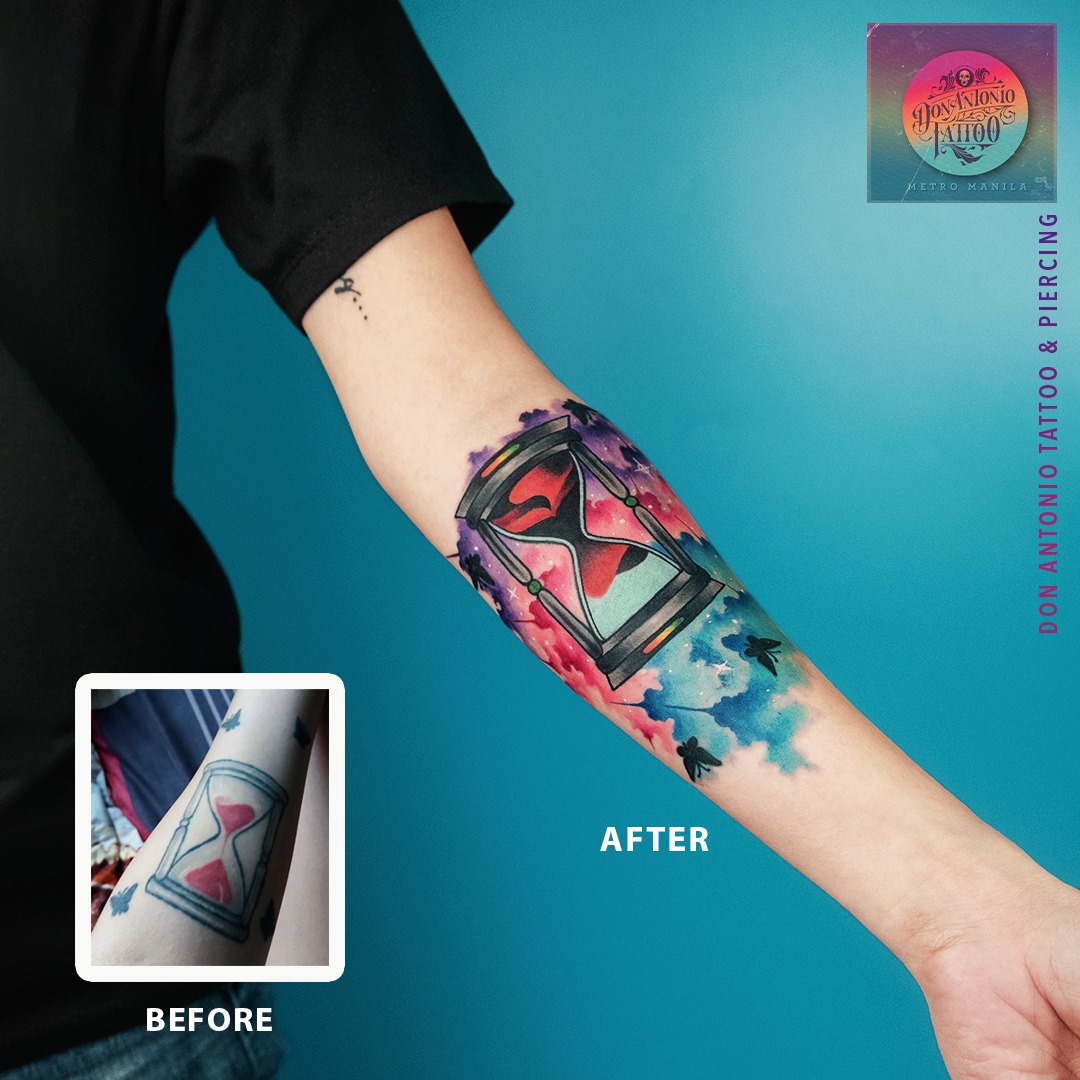 DON ANTONIO
TATTOO
METRO MANILA
DON ANTONIO TATTOO & PIERCING
AFTER
BEFORE